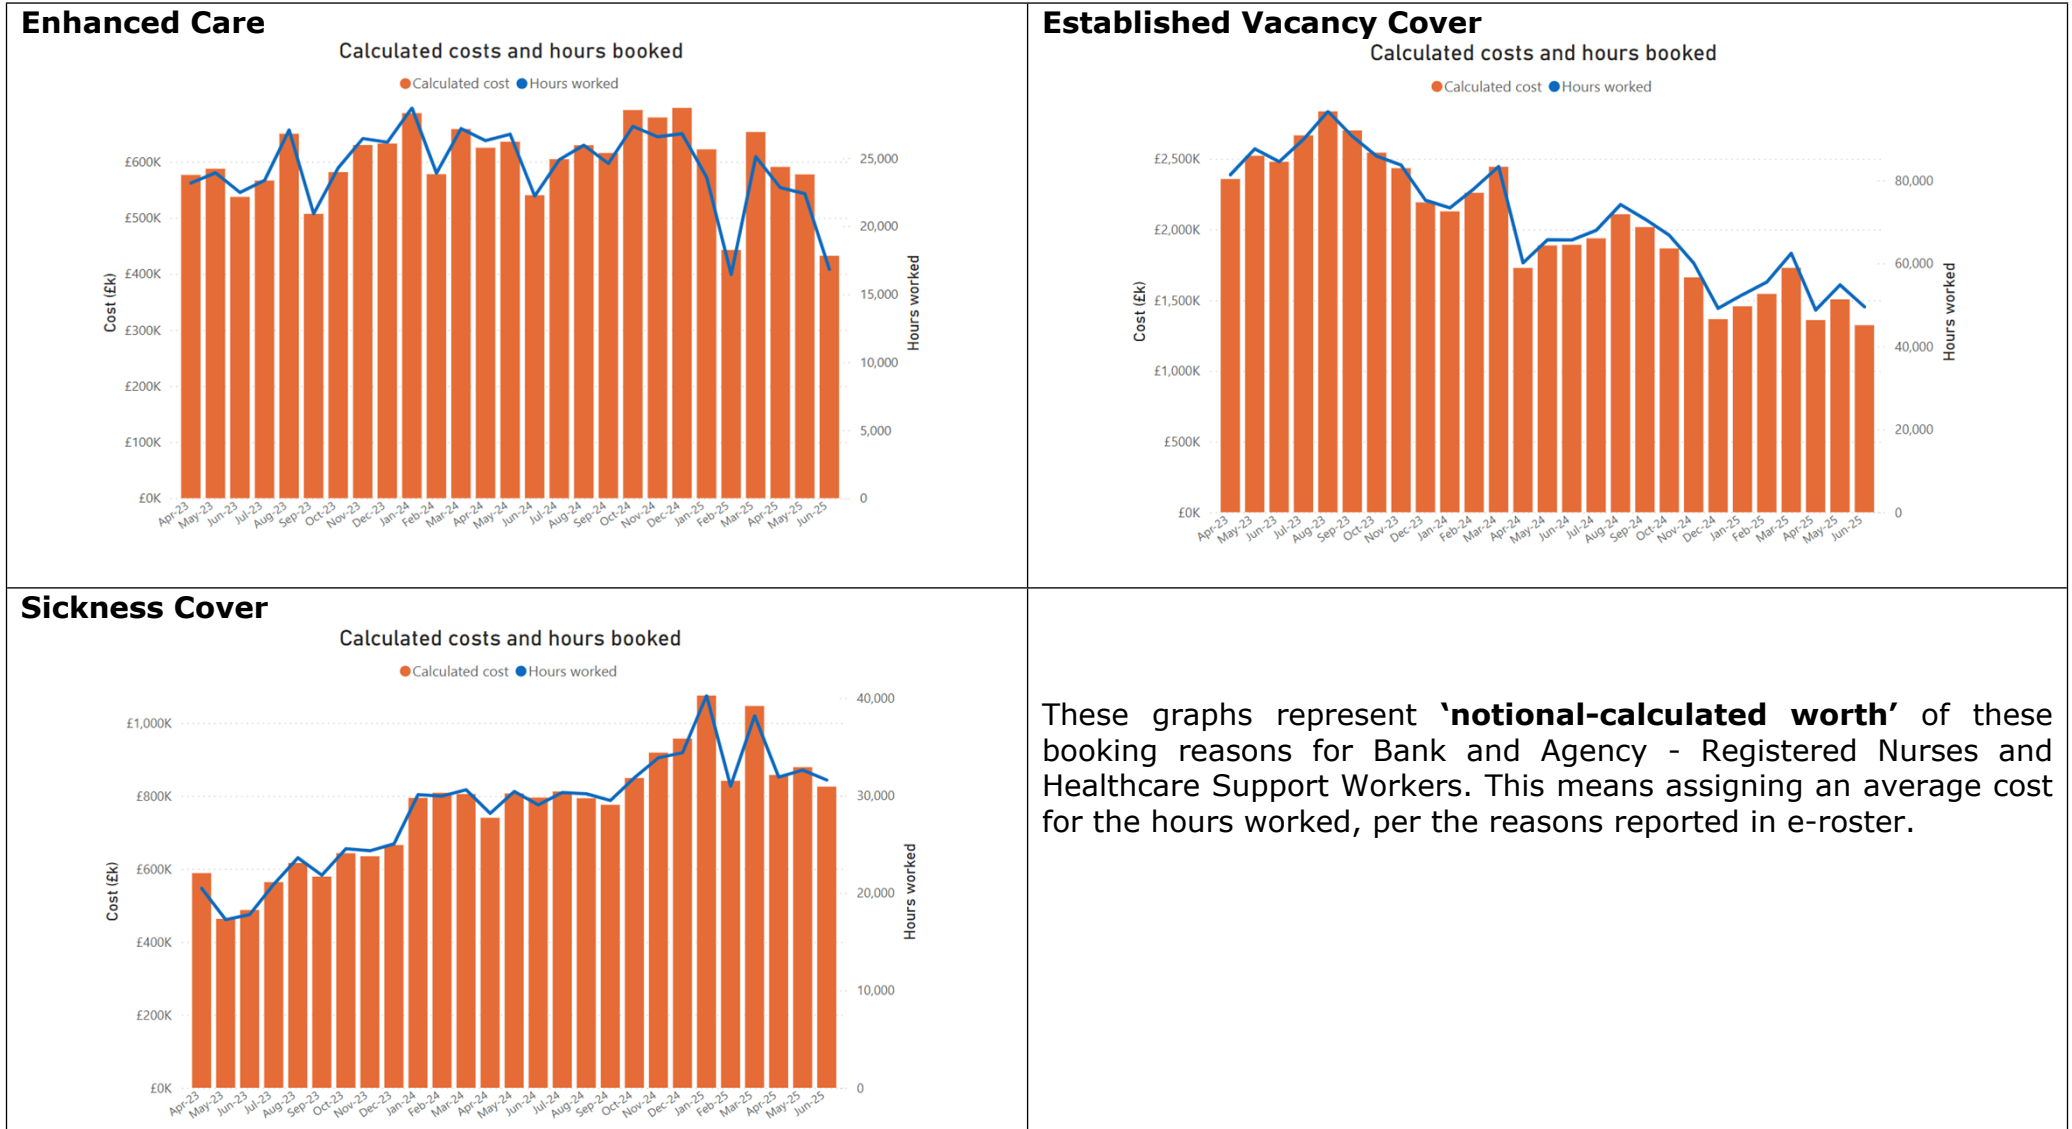 Enhanced Care
Calculated costs and hours booked
Calculated cost Hours worked
£600K
£500K
£400K
£300K
£200K
£100K
£0K
Cost (£k)
25,000
20,000
15,000
10,000
5,000
0
Hours worked
Apr-23 May-23 Jun-23 Jul-23 Aug-23 Sep-23 Oct-23 Nov-23 Dec-23 Jan-24 Feb-24 Mar-24 Apr-24 May-24 Jun-24 Jul-24 Aug-24 Sep-24 Oct-24 Nov-24 Dec-24 Jan-25 Feb-25 Mar-25 Apr-25 May-25 Jun-25
Established Vacancy Cover
Calculated costs and hours booked
Calculated cost Hours worked
£2,500K
£2,000K
£1,500K
£1,000K
£500K
£0K
Cost (£k)
80,000
60,000
40,000
20,000
0
Hours worked
Apr-23 May-23 Jun-23 Jul-23 Aug-23 Sep-23 Oct-23 Nov-23 Dec-23 Jan-24 Feb-24 Mar-24 Apr-24 May-24 Jun-24 Jul-24 Aug-24 Sep-24 Oct-24 Nov-24 Dec-24 Jan-25 Feb-25 Mar-25 Apr-25 May-25 Jun-25
Sickness Cover
Calculated costs and hours booked
Calculated cost Hours worked
£1,000K
£800K
£600K
£400K
£200K
£0K
Cost (£k)
40,000
30,000
20,000
10,000
0
Hours worked
Apr-23 May-23 Jun-23 Jul-23 Aug-23 Sep-23 Oct-23 Nov-23 Dec-23 Jan-24 Feb-24 Mar-24 Apr-24 May-24 Jun-24 Jul-24 Aug-24 Sep-24 Oct-24 Nov-24 Dec-24 Jan-25 Feb-25 Mar-25 Apr-25 May-25 Jun-25
These graphs represent ‘notional-calculated worth’ of these
booking reasons for Bank and Agency - Registered Nurses and
Healthcare Support Workers. This means assigning an average cost
for the hours worked, per the reasons reported in e-roster.